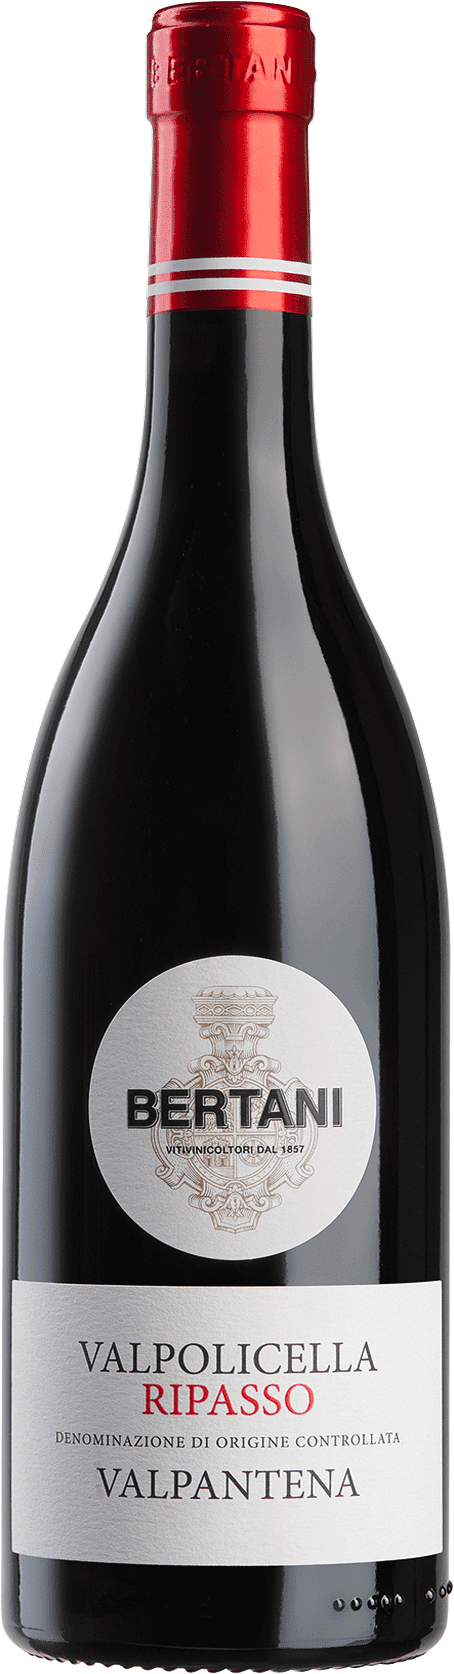 BERTANI
BERTANI
VITIVINICOLTORI DAL 1857
VALPOLICELLA
RIPASSO
DENOMINAZIONE DI ORIGINE CONTROLLATA
VALPANTENA